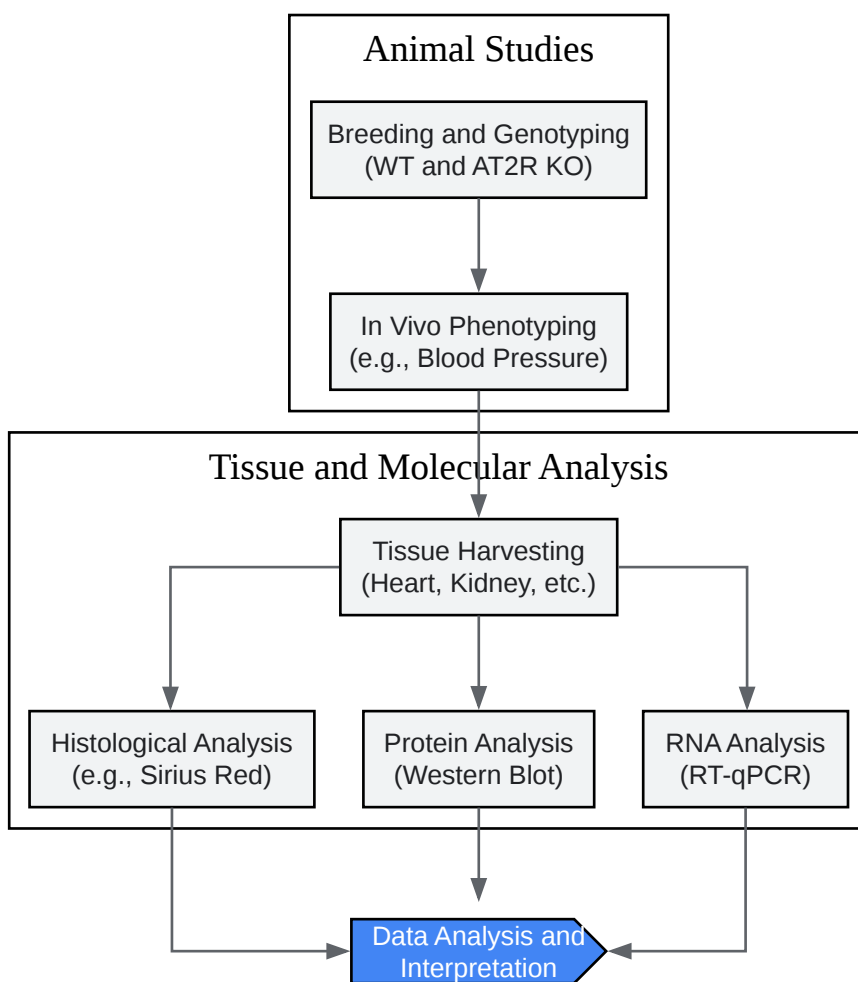 Animal Studies
Breeding and Genotyping
(WT and AT2R KO)
In Vivo Phenotyping
(e.g., Blood Pressure)
Tissue and Molecular Analysis
Tissue Harvesting
(Heart, Kidney, etc.)
Histological Analysis
(e.g., Sirius Red)
Protein Analysis
(Western Blot)
RNA Analysis
(RT-qPCR)
Data Analysis and
Interpretation